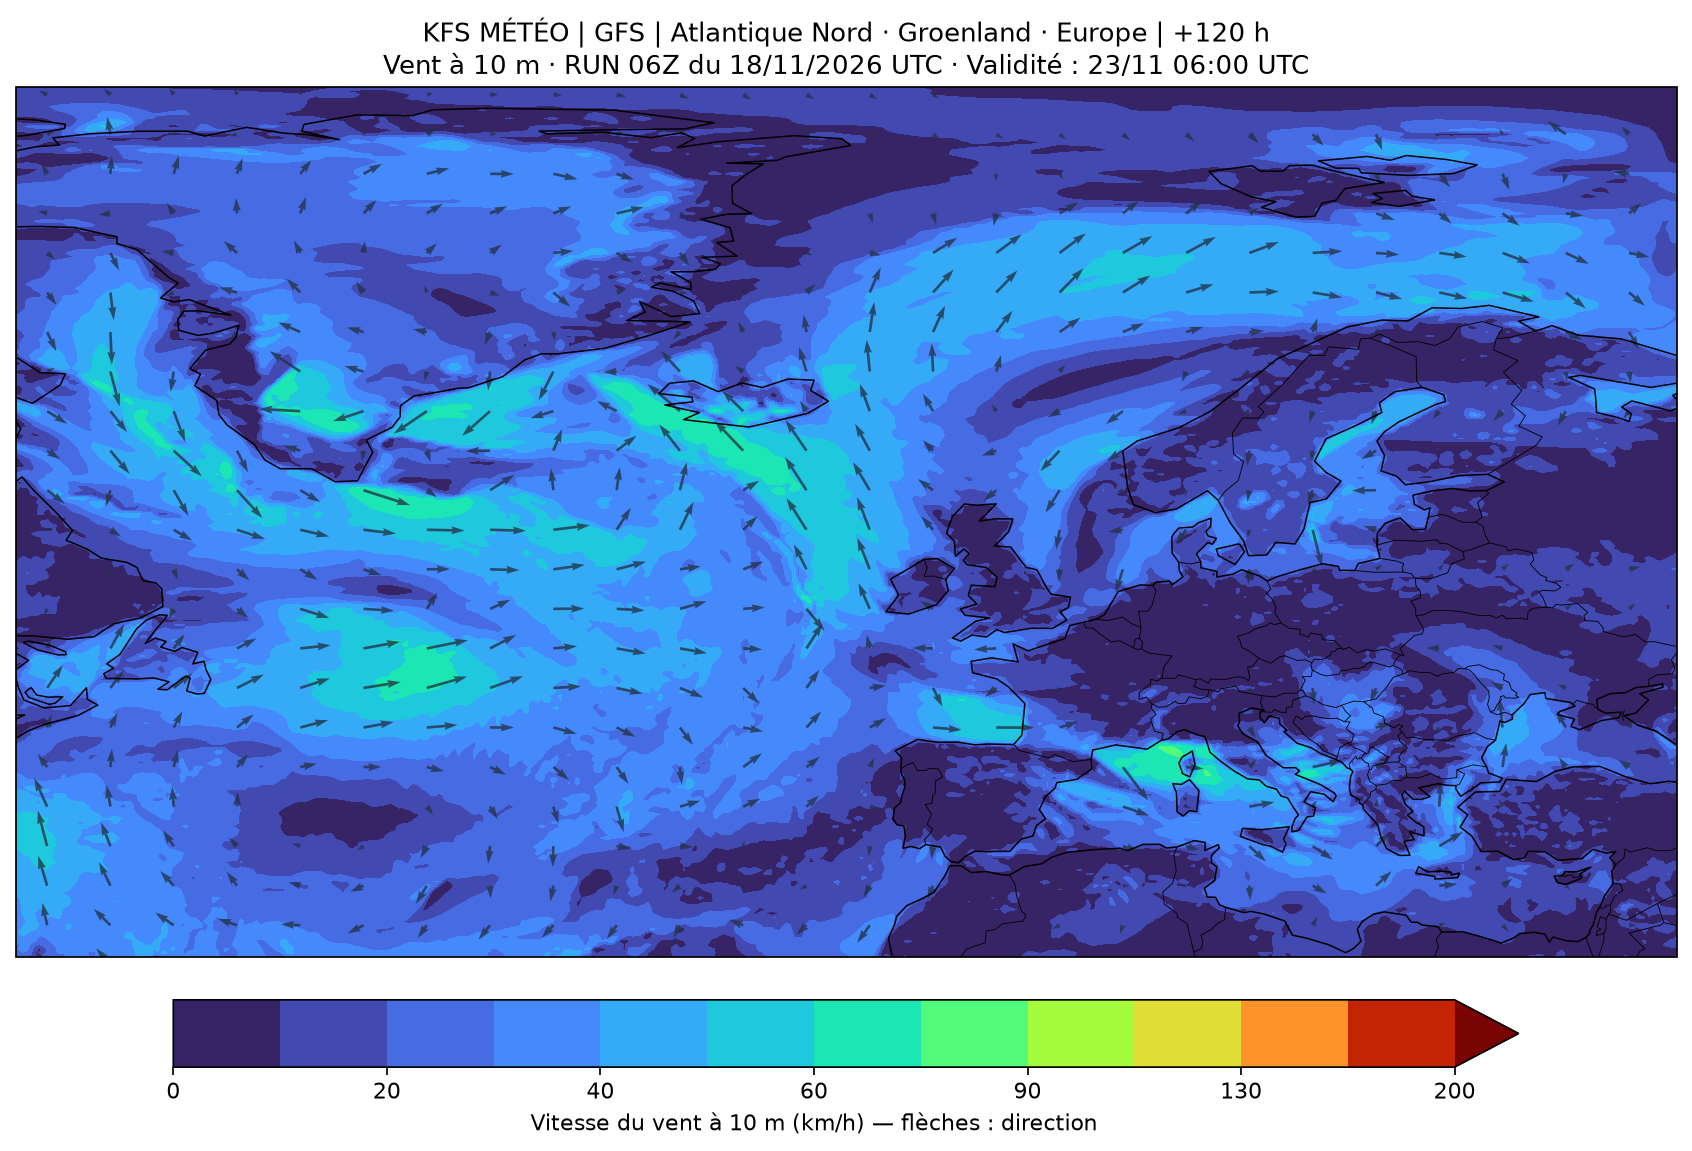 KFS MÉTÉO | GFS | Atlantique Nord · Groenland · Europe | +120 h
Vent à 10 m · RUN 06Z du 18/11/2026 UTC · Validité : 23/11 06:00 UTC
0 20 40 60 90 130 200
Vitesse du vent à 10 m (km/h) — flèches : direction